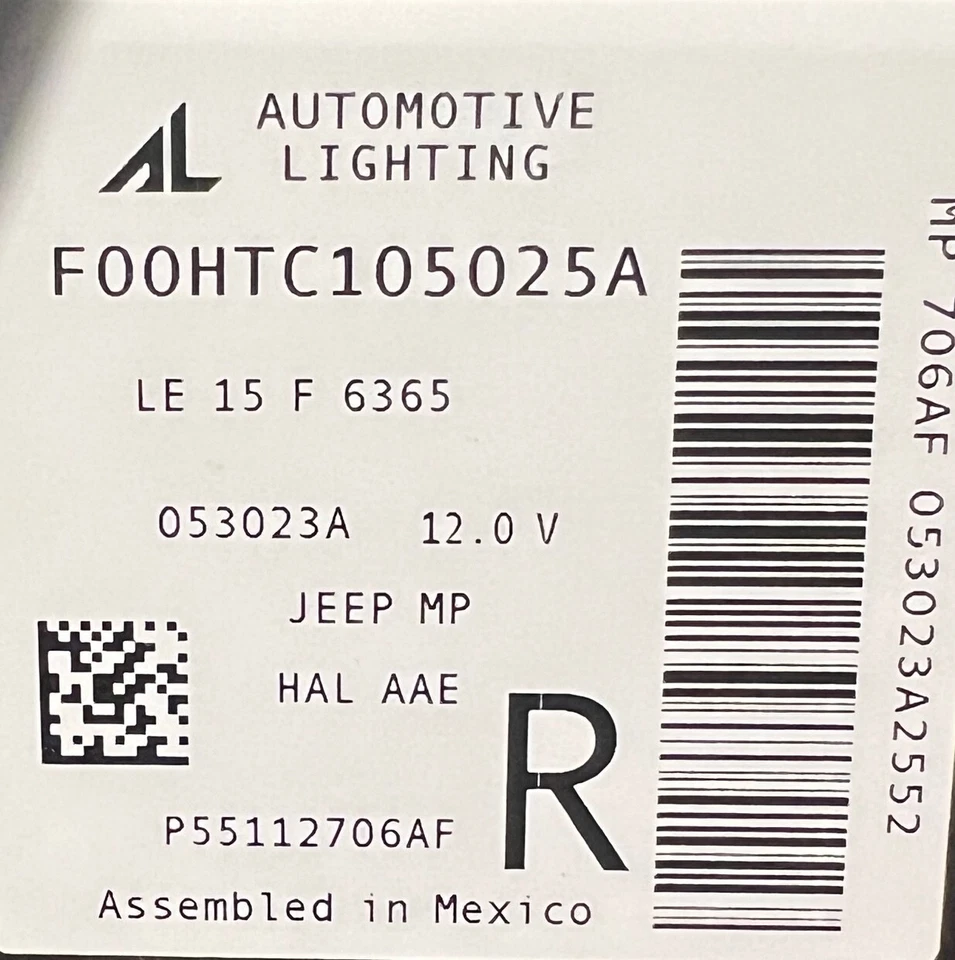 AL AUTOMOTIVE
LIGHTING
F00HTC105025A
LE 15 F 6365
053023A 12.0 V
JEEP MP
HAL AAE
R
P55112706AF
Assembled in Mexico
MP 706AF 053023A2552